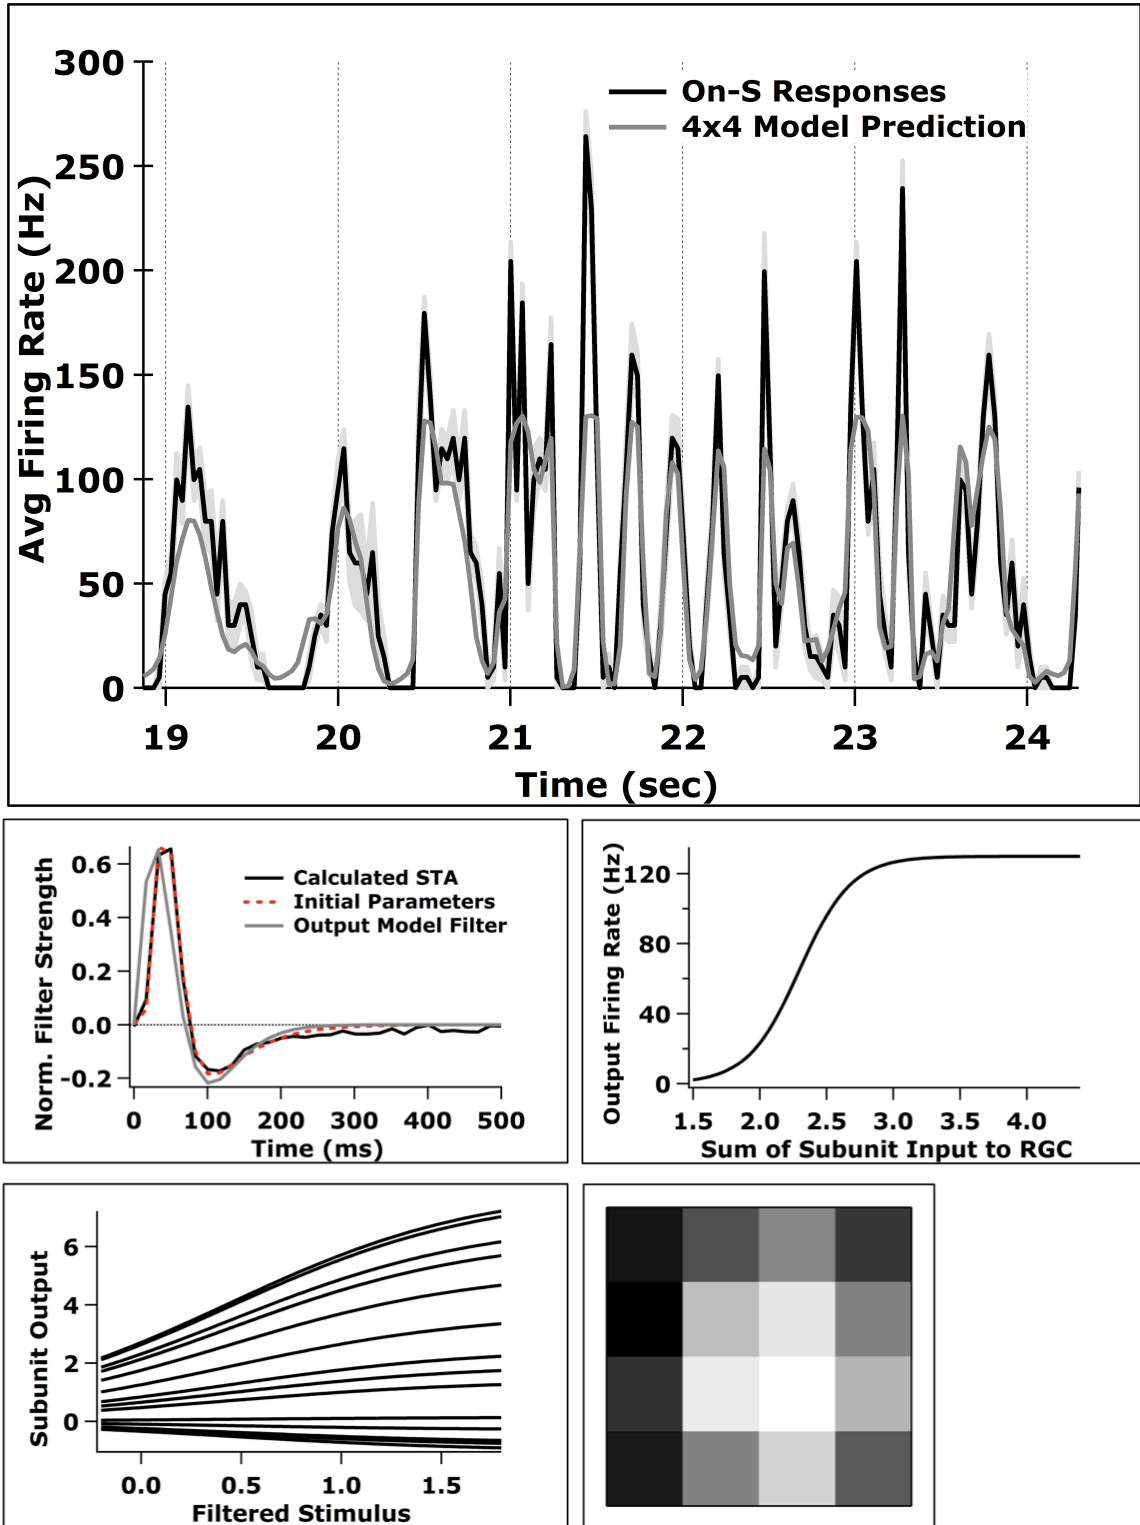 300
250
200
150
100
50
0
Avg Firing Rate (Hz)
On-S Responses
4x4 Model Prediction
19 20 21 22 23 24
Time (sec)
0.6
0.4
0.2
0.0
-0.2
Norm. Filter Strength
Calculated STA
Initial Parameters
Output Model Filter
0 100 200 300 400 500
Time (ms)
120
80
40
0
Output Firing Rate (Hz)
1.5 2.0 2.5 3.0 3.5 4.0
Sum of Subunit Input to RGC
6
4
2
0
Subunit Output
0.0 0.5 1.0 1.5
Filtered Stimulus